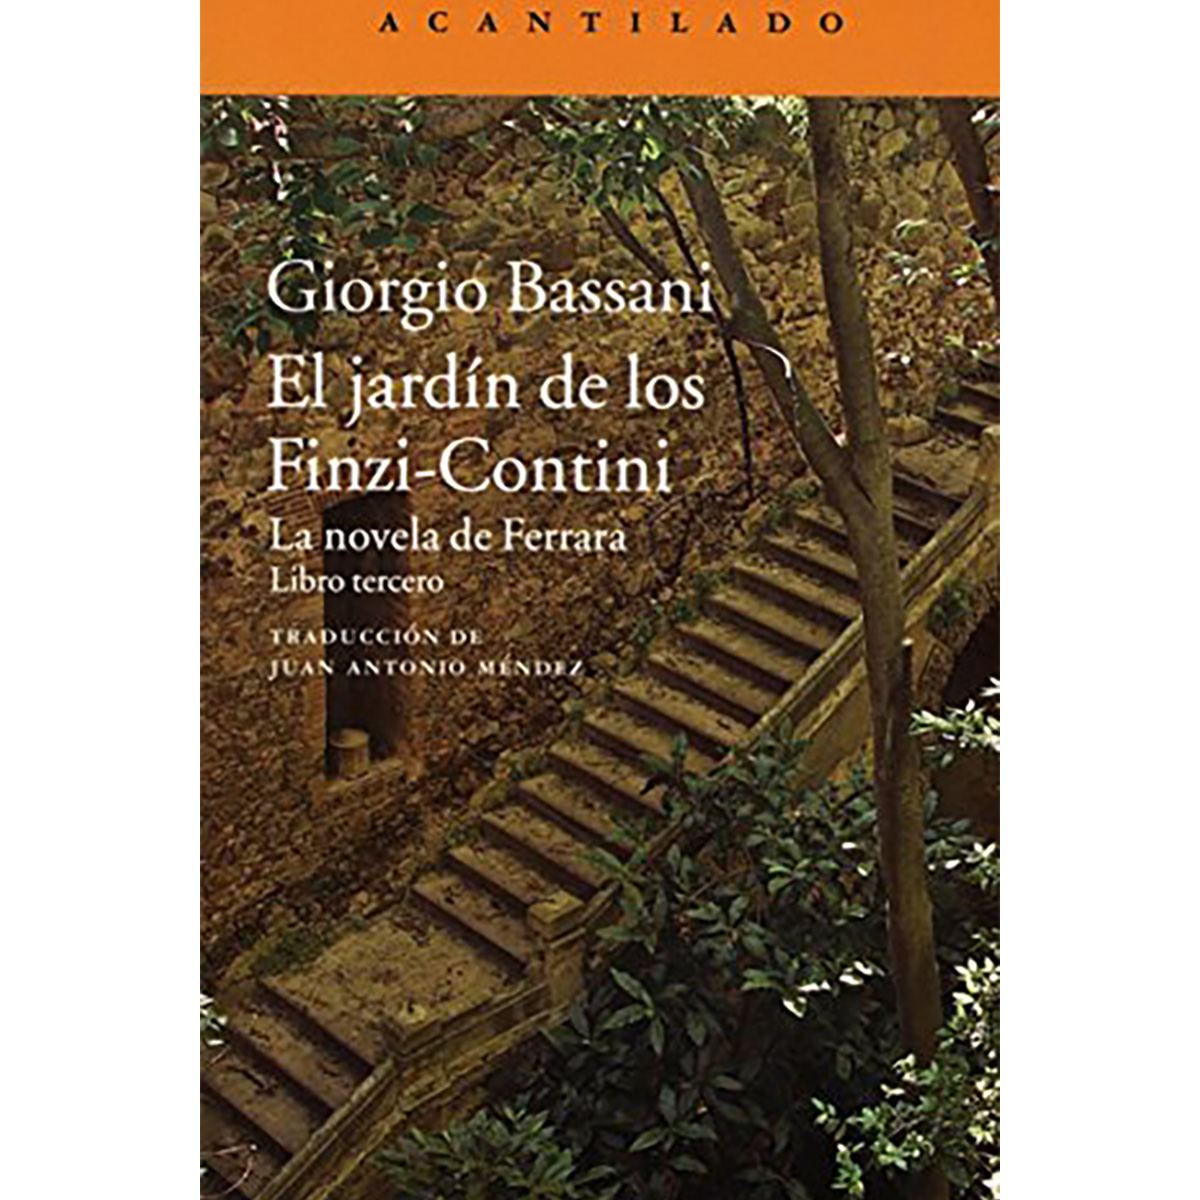 ACANTILADO
Giorgio Bassani
El jardín de los
Finzi-Contini
La novela de Ferrara
Libro tercero
TRADUCCIÓN DE
JUAN ANTONIO MÉNDEZ